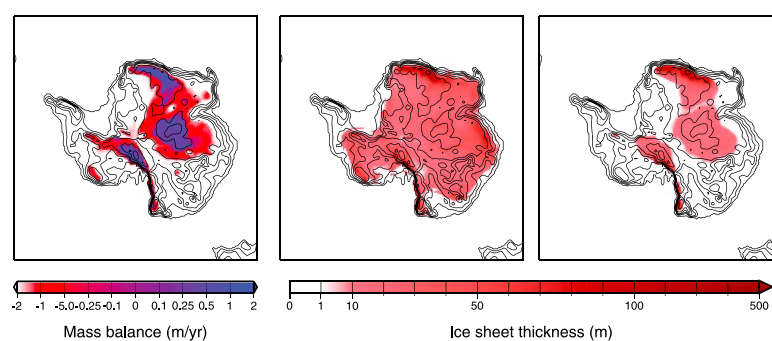 -2 -1 -5.0 -0.25 -0.1 0 0.1 0.25 0.5 1 2
0 1 10 50 100 500
Mass balance (m/yr)
Ice sheet thickness (m)